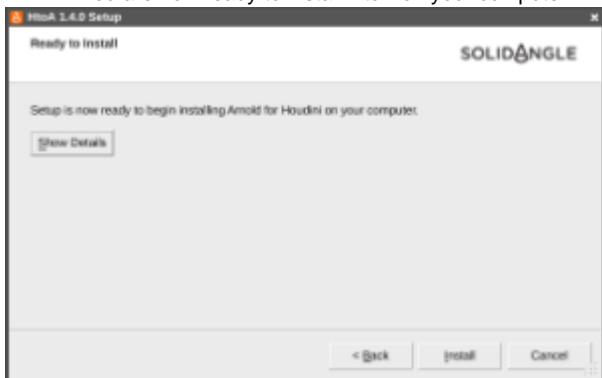 HtoA 1.4.0 Setup
Ready to Install
SOLIDANGLE
Setup is now ready to begin installing Arnold for Houdini on your computer.
Show Details
< Back
Install
Cancel